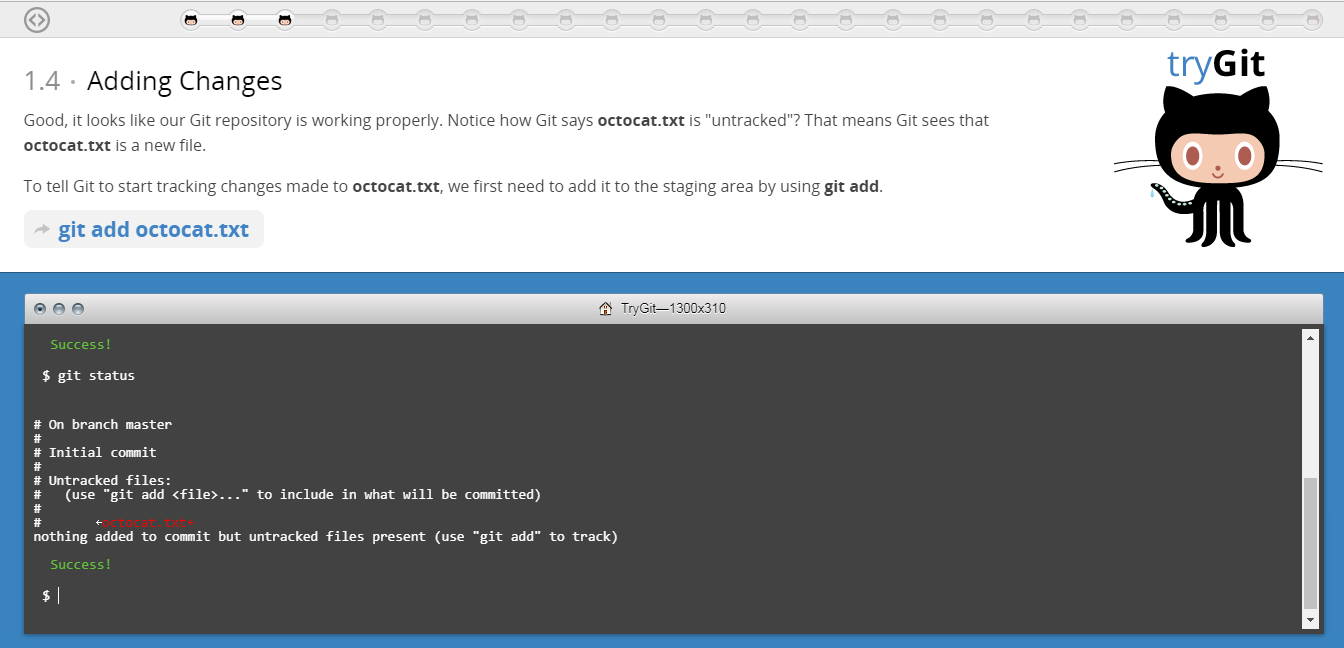 tryGit
1.4 · Adding Changes
Good, it looks like our Git repository is working properly. Notice how Git says octocat.txt is "untracked"? That means Git sees that
octocat.txt is a new file.
To tell Git to start tracking changes made to octocat.txt, we first need to add it to the staging area by using git add.
git add octocat.txt
TryGit—1300x310
Success!
$ git status
# On branch master
#
# Initial commit
#
# Untracked files:
#   (use "git add <file>..." to include in what will be committed)
#
#       ←octocat.txt←
nothing added to commit but untracked files present (use "git add" to track)
Success!
$